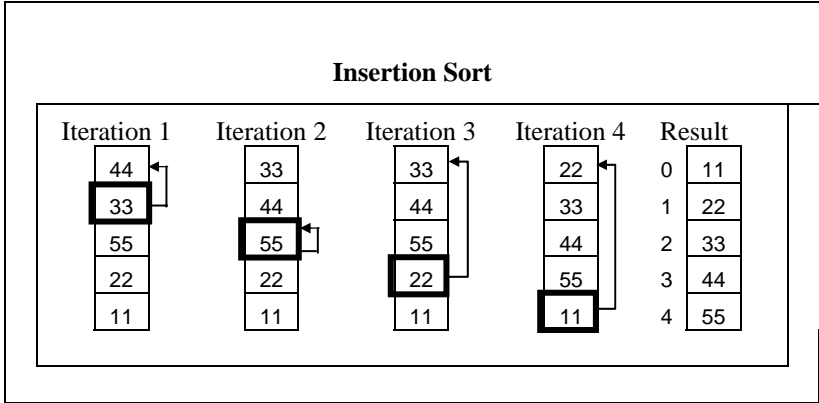 Insertion Sort
Iteration 1 Iteration 2 Iteration 3 Iteration 4 Result
44 33 33 22 0 11
33 44 44 33 1 22
55 55 55 44 2 33
22 22 22 55 3 44
11 11 11 11 4 55